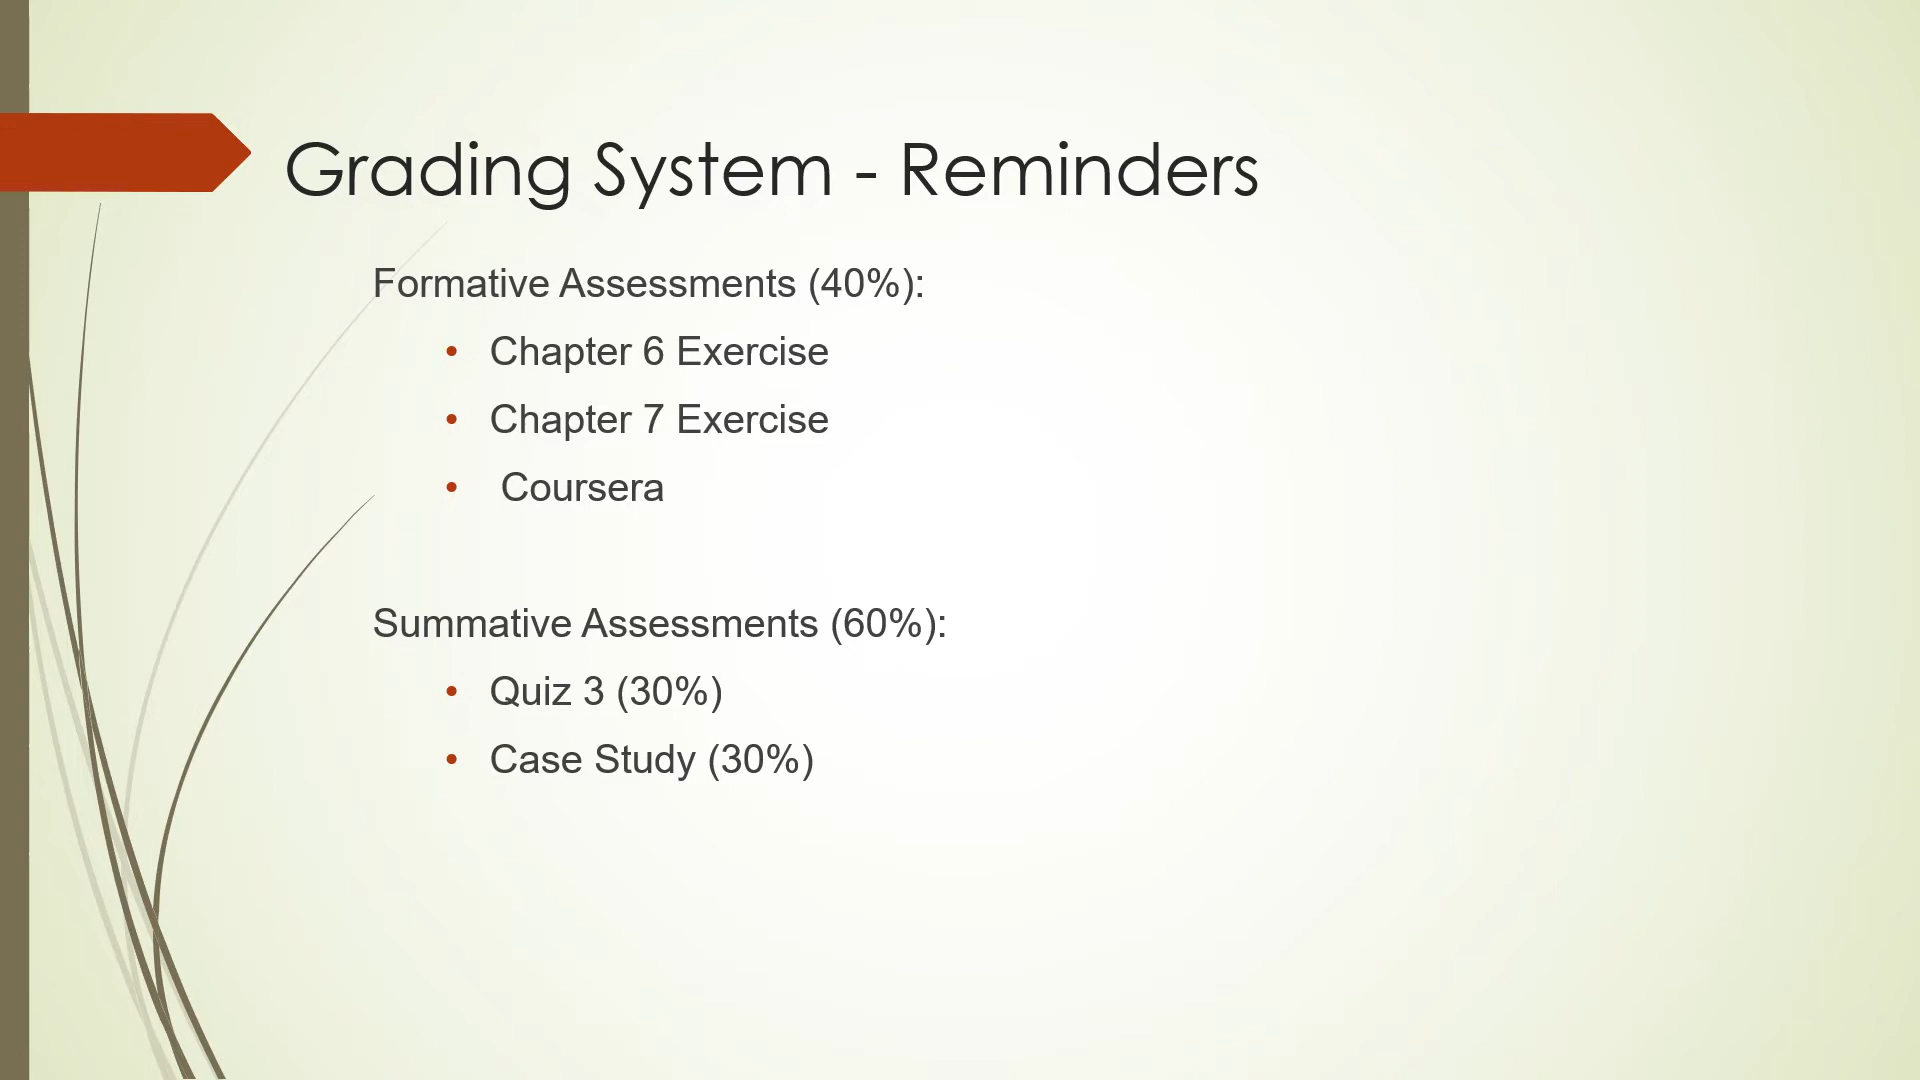 Grading System - Reminders
Formative Assessments (40%):
• Chapter 6 Exercise
• Chapter 7 Exercise
• Coursera
Summative Assessments (60%):
• Quiz 3 (30%)
• Case Study (30%)